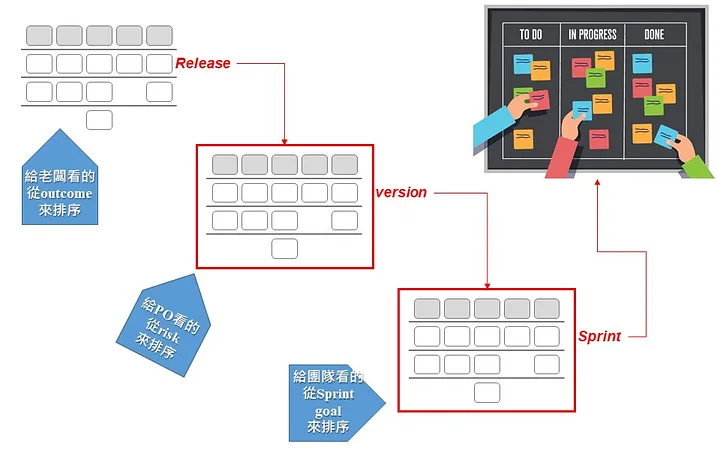 TO DO
IN PROGRESS
DONE
Release
給老闆看的
從outcome
來排序
version
給PO看的
從risk
來排序
Sprint
給團隊看的
從Sprint
goal
來排序